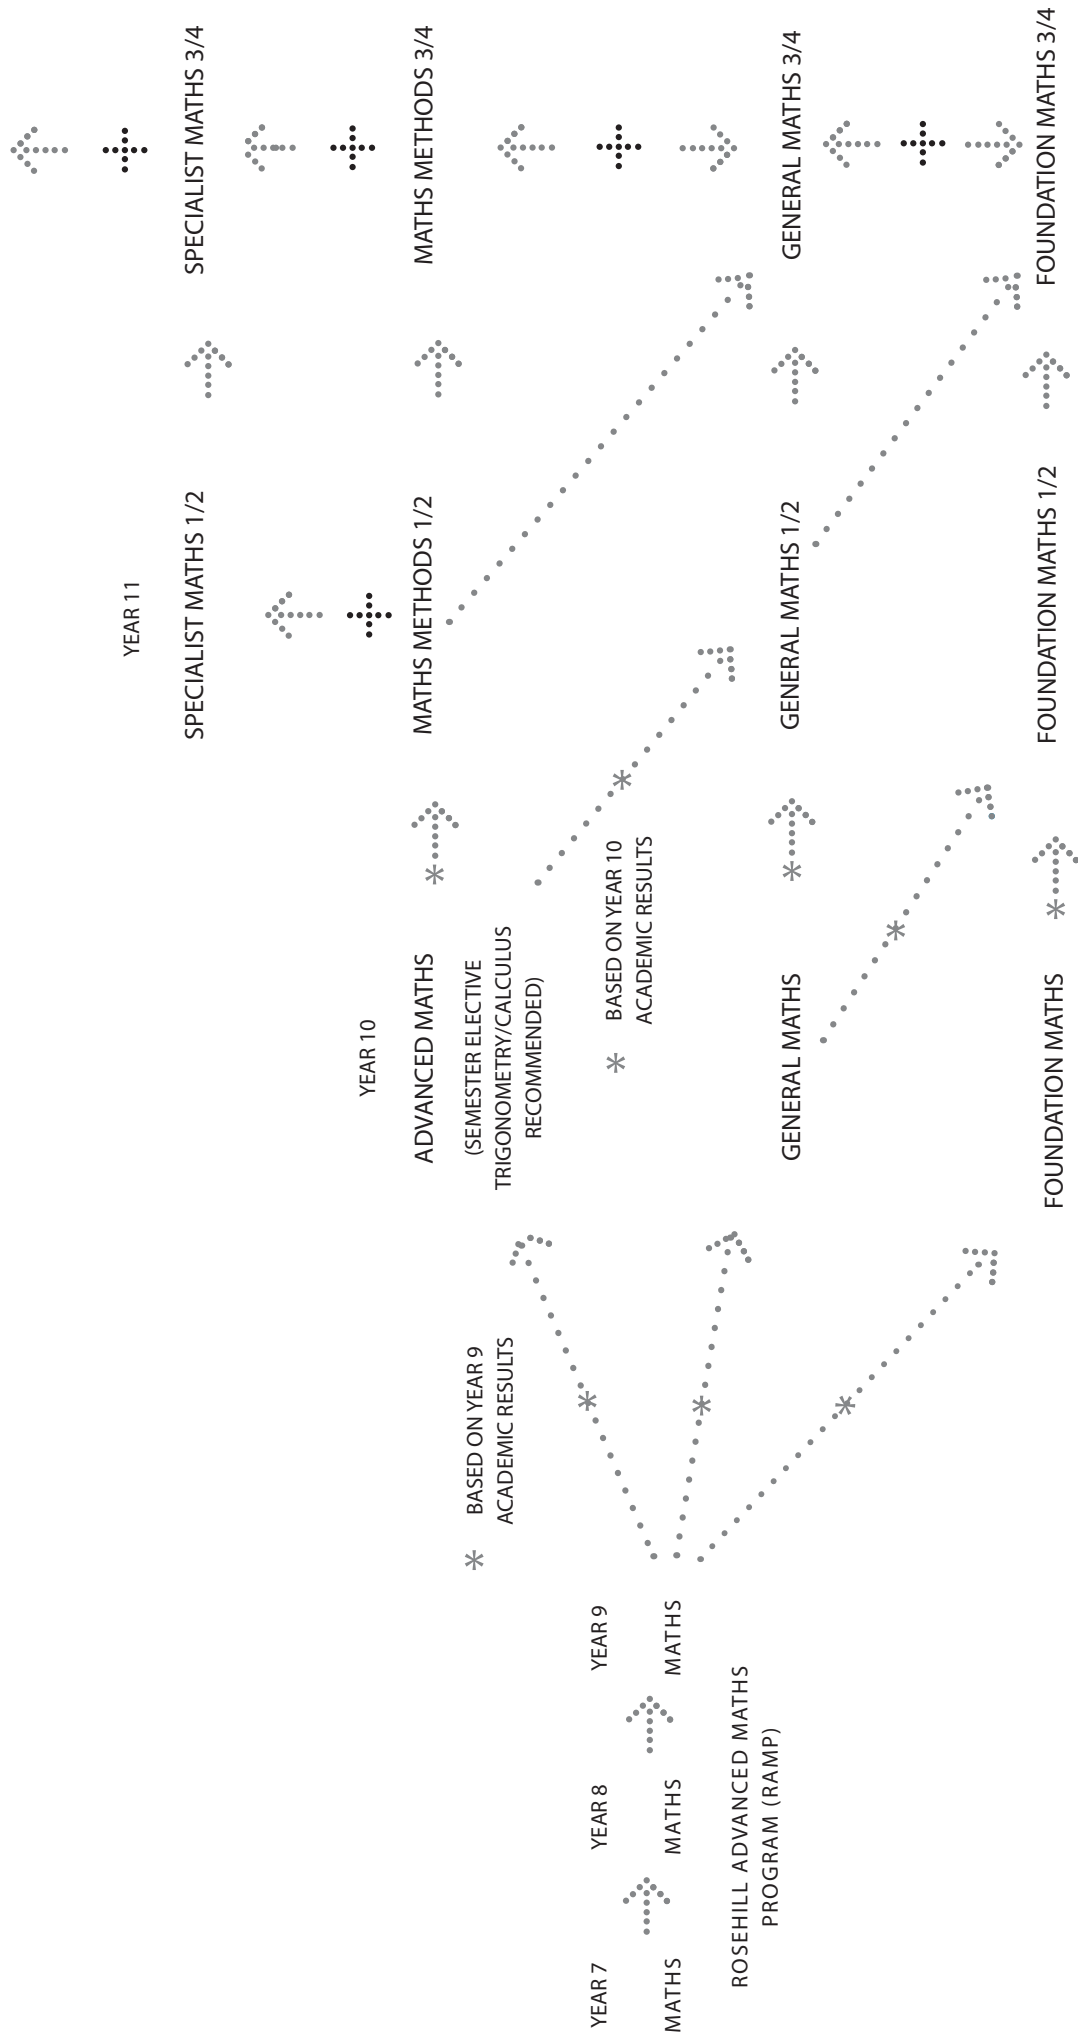 YEAR 7
MATHS
YEAR 8
MATHS
YEAR 9
MATHS
ROSEHILL ADVANCED MATHS
PROGRAM (RAMP)
* BASED ON YEAR 9
ACADEMIC RESULTS
YEAR 10
ADVANCED MATHS
(SEMESTER ELECTIVE
TRIGONOMETRY/CALCULUS
RECOMMENDED)
* BASED ON YEAR 10
ACADEMIC RESULTS
GENERAL MATHS
FOUNDATION MATHS
YEAR 11
SPECIALIST MATHS 1/2
MATHS METHODS 1/2
GENERAL MATHS 1/2
FOUNDATION MATHS 1/2
SPECIALIST MATHS 3/4
MATHS METHODS 3/4
GENERAL MATHS 3/4
FOUNDATION MATHS 3/4